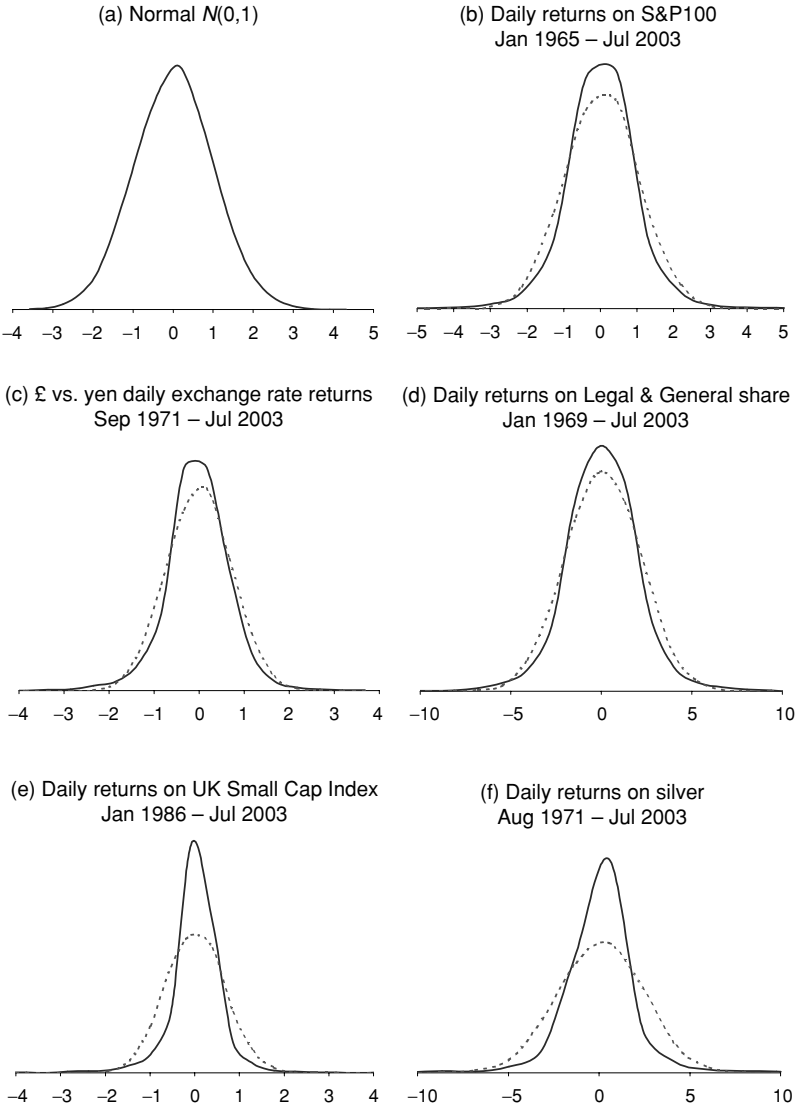 (a) Normal N(0,1)
−4 −3 −2 −1 0 1 2 3 4 5
(b) Daily returns on S&P100
Jan 1965 – Jul 2003
−5 −4 −3 −2 −1 0 1 2 3 4 5
(c) £ vs. yen daily exchange rate returns
Sep 1971 – Jul 2003
−4 −3 −2 −1 0 1 2 3 4
(d) Daily returns on Legal & General share
Jan 1969 – Jul 2003
−10 −5 0 5 10
(e) Daily returns on UK Small Cap Index
Jan 1986 – Jul 2003
−4 −3 −2 −1 0 1 2 3 4
(f) Daily returns on silver
Aug 1971 – Jul 2003
−10 −5 0 5 10